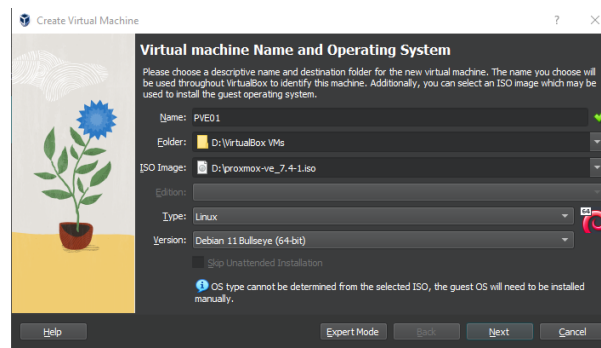 Create Virtual Machine
Virtual machine Name and Operating System
Please choose a descriptive name and destination folder for the new virtual machine. The name you choose will
be used throughout VirtualBox to identify this machine. Additionally, you can select an ISO image which may be
used to install the guest operating system.
Name: PVE01
Folder: D:\VirtualBox VMs
ISO Image: D:\proxmox-ve_7.4-1.iso
Edition:
Type: Linux
64
Version: Debian 11 Bullseye (64-bit)
Skip Unattended Installation
OS type cannot be determined from the selected ISO, the guest OS will need to be installed
manually.
Help Expert Mode Back Next Cancel